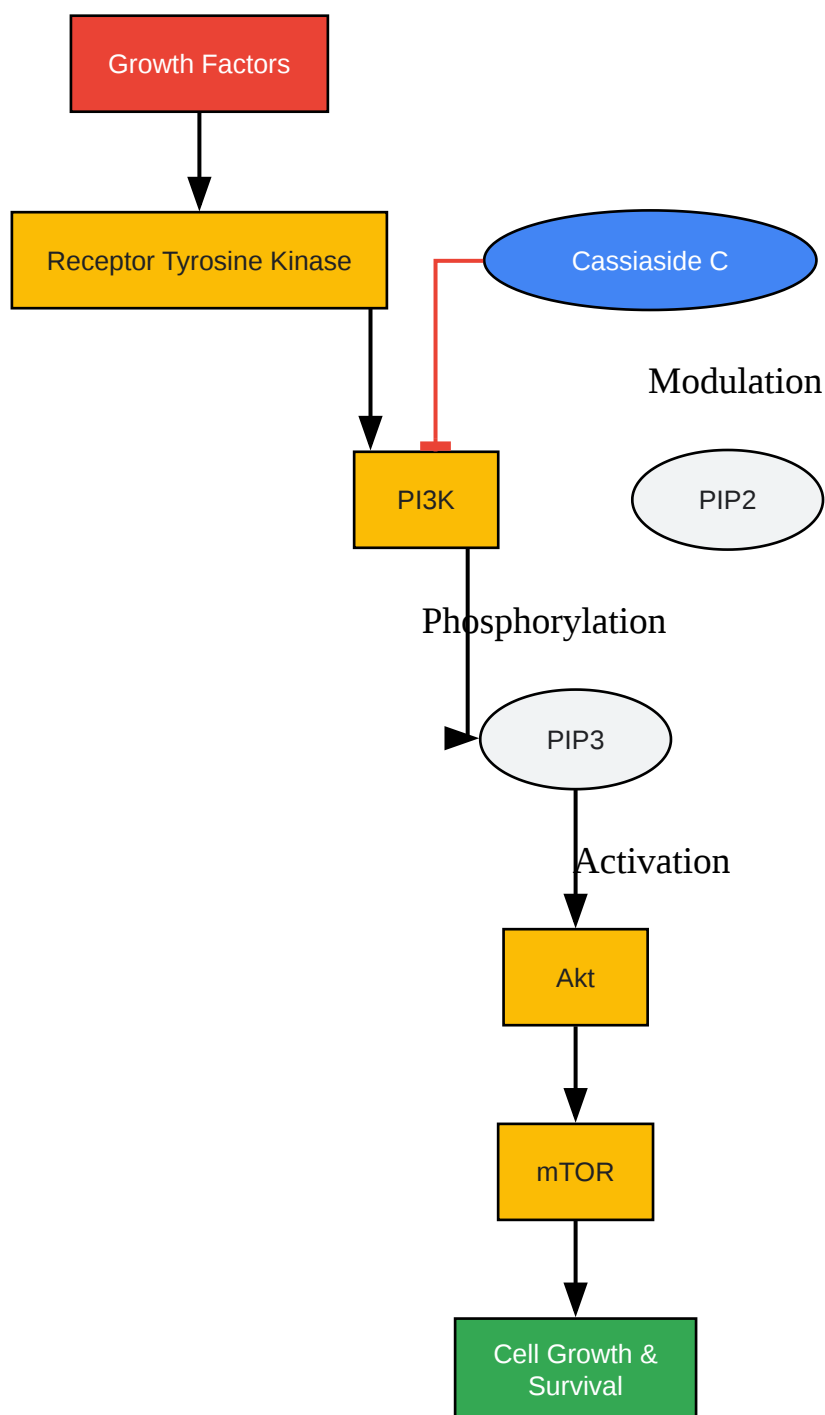 Growth Factors
Receptor Tyrosine Kinase
Cassiaside C
Modulation
PI3K
PIP2
Phosphorylation
PIP3
Activation
Akt
mTOR
Cell Growth &
Survival